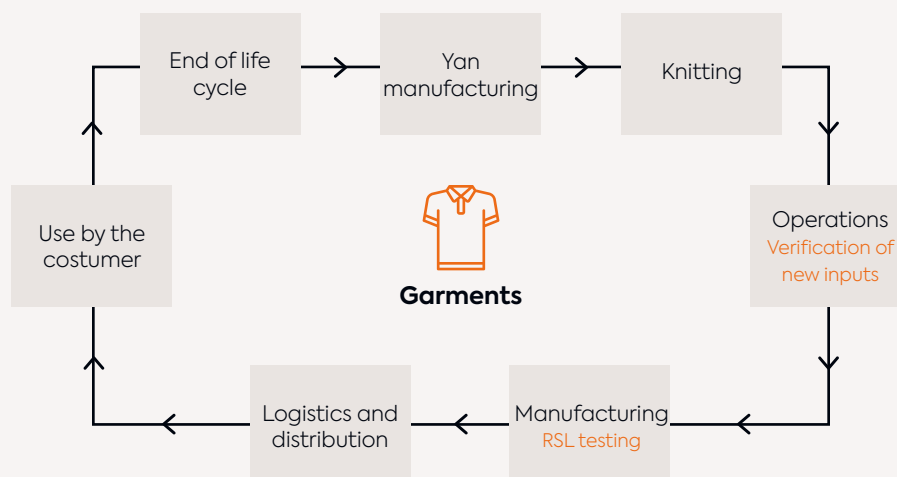 End of life
cycle
Yan
manufacturing
Knitting
Use by the
costumer
Garments
Operations
Verification of
new inputs
Logistics and
distribution
Manufacturing
RSL testing